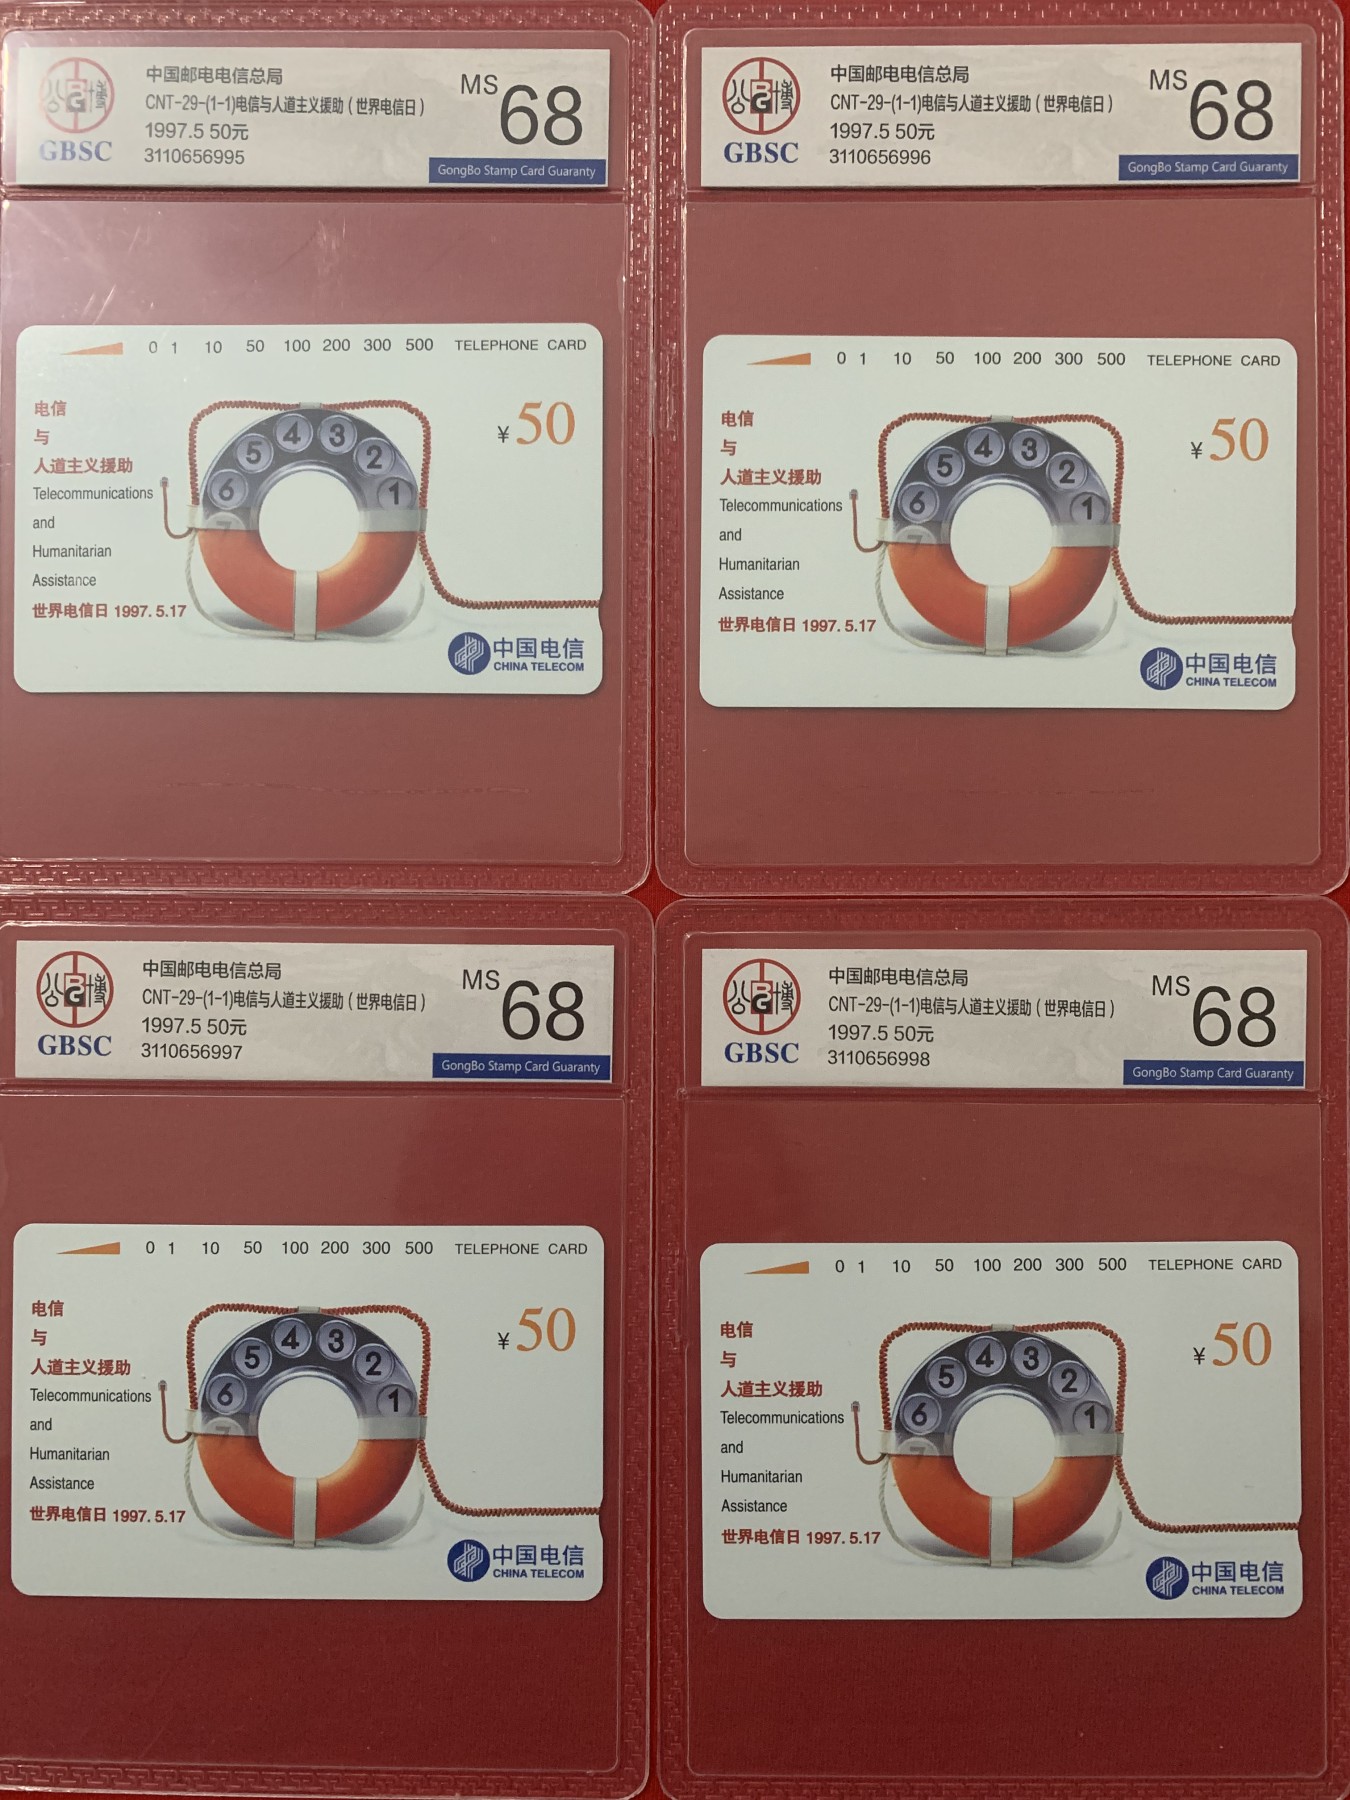 中国邮电电信总局
CNT-29-(1-1)电信与人道主义援助（世界电信日）
1997.5 50元
3110656995
MS 68
公博
BG
GBSC
GongBo Stamp Card Guaranty
0 1 10 50 100 200 300 500 TELEPHONE CARD
电信
与
人道主义援助
Telecommunications
and
Humanitarian
Assistance
世界电信日 1997. 5.17
¥50
1 2 3 4 5 6 7
中国电信
CHINA TELECOM
中国邮电电信总局
CNT-29-(1-1)电信与人道主义援助（世界电信日）
1997.5 50元
3110656996
MS 68
公博
BG
GBSC
GongBo Stamp Card Guaranty
0 1 10 50 100 200 300 500 TELEPHONE CARD
电信
与
人道主义援助
Telecommunications
and
Humanitarian
Assistance
世界电信日 1997. 5.17
¥50
1 2 3 4 5 6 7
中国电信
CHINA TELECOM
中国邮电电信总局
CNT-29-(1-1)电信与人道主义援助（世界电信日）
1997.5 50元
3110656997
MS 68
公博
BG
GBSC
GongBo Stamp Card Guaranty
0 1 10 50 100 200 300 500 TELEPHONE CARD
电信
与
人道主义援助
Telecommunications
and
Humanitarian
Assistance
世界电信日 1997. 5.17
¥50
1 2 3 4 5 6 7
中国电信
CHINA TELECOM
中国邮电电信总局
CNT-29-(1-1)电信与人道主义援助（世界电信日）
1997.5 50元
3110656998
MS 68
公博
BG
GBSC
GongBo Stamp Card Guaranty
0 1 10 50 100 200 300 500 TELEPHONE CARD
电信
与
人道主义援助
Telecommunications
and
Humanitarian
Assistance
世界电信日 1997. 5.17
¥50
1 2 3 4 5 6 7
中国电信
CHINA TELECOM